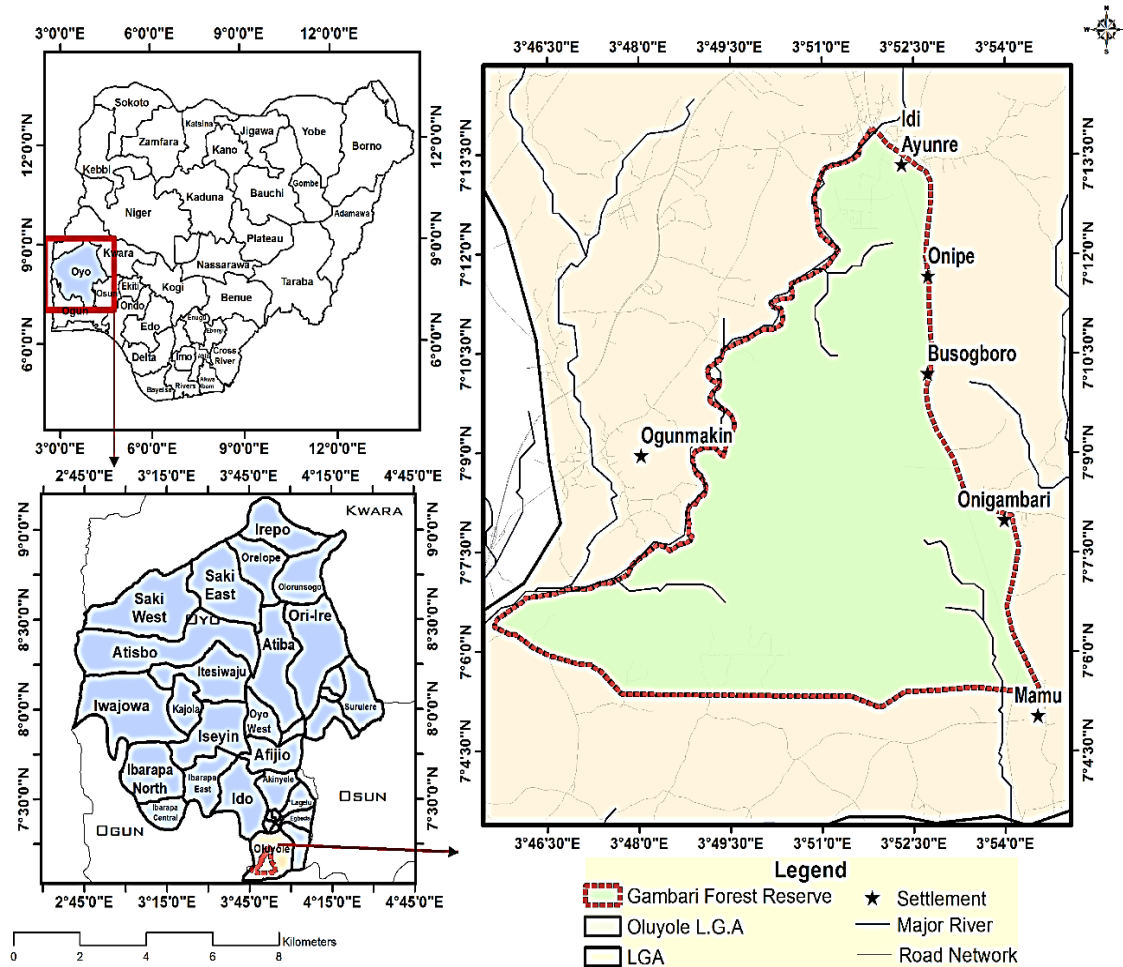 3°0'0"E 6°0'0"E 9°0'0"E 12°0'0"E
12°0'0"N
9°0'0"N
6°0'0"N
12°0'0"N
9°0'0"N
6°0'0"N
Sokoto
Katsina
Jigawa
Yobe
Borno
Zamfara
Kano
Kebbi
Kaduna
Bauchi
Gombe
Adamawa
Niger
Plateau
Kwara
Oyo
Nassarawa
Taraba
Osun
Ekiti
Kogi
Benue
Ogun
Ondo
Edo
Enugu
Ebonyi
Delta
Imo
Cross
River
Bayelsa
Rivers
Akwa
Ibom
3°0'0"E 6°0'0"E 9°0'0"E 12°0'0"E
2°45'0"E 3°15'0"E 3°45'0"E 4°15'0"E 4°45'0"E
9°0'0"N
8°30'0"N
8°0'0"N
7°30'0"N
9°0'0"N
8°30'0"N
8°0'0"N
7°30'0"N
KWARA
Irepo
Orelope
Saki
East
Olorunsogo
Saki
West
OYO
Ori-Ire
Atisbo
Atiba
Itesiwaju
Iwajowa
Kajola
Oyo
West
Surulere
Iseyin
Afijio
Ibarapa
North
Ibarapa
East
Ido
Akinyele
Lagelu
Egbeda
Ibarapa
Central
OSUN
OGUN
Oluyole
2°45'0"E 3°15'0"E 3°45'0"E 4°15'0"E 4°45'0"E
0 2 4 6 8 Kilometers
N
W E
S
3°46'30"E 3°48'0"E 3°49'30"E 3°51'0"E 3°52'30"E 3°54'0"E
7°13'30"N
7°12'0"N
7°10'30"N
7°9'0"N
7°7'30"N
7°6'0"N
7°4'30"N
7°13'30"N
7°12'0"N
7°10'30"N
7°9'0"N
7°7'30"N
7°6'0"N
7°4'30"N
Idi
Ayunre
Onipe
Busogboro
Ogunmakin
Onigambari
Mamu
3°46'30"E 3°48'0"E 3°49'30"E 3°51'0"E 3°52'30"E 3°54'0"E
Legend
Gambari Forest Reserve
Oluyole L.G.A
LGA
Settlement
Major River
Road Network